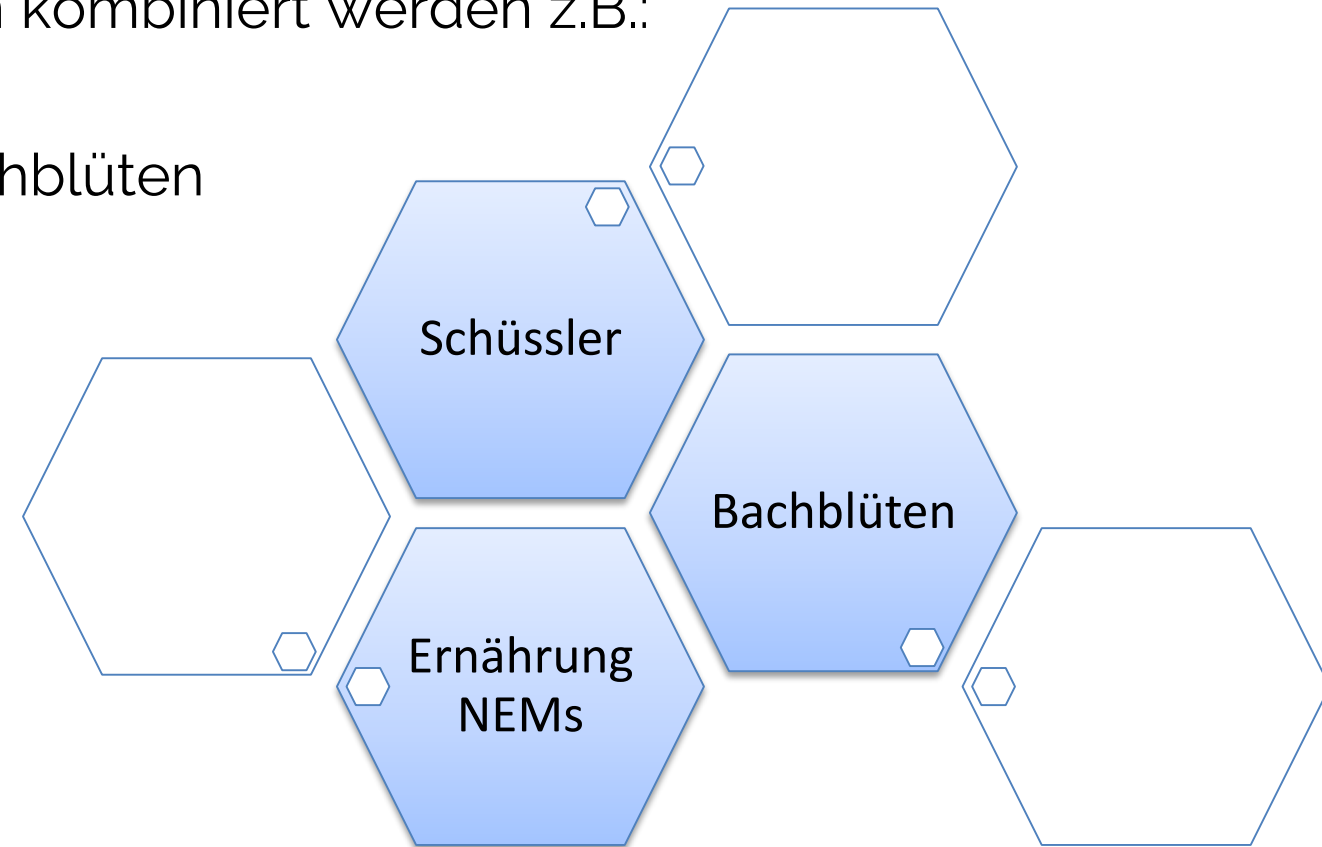 kombiniert werden z.B.:
hblüten
Schüssler
Bachblüten
Ernährung
NEMs